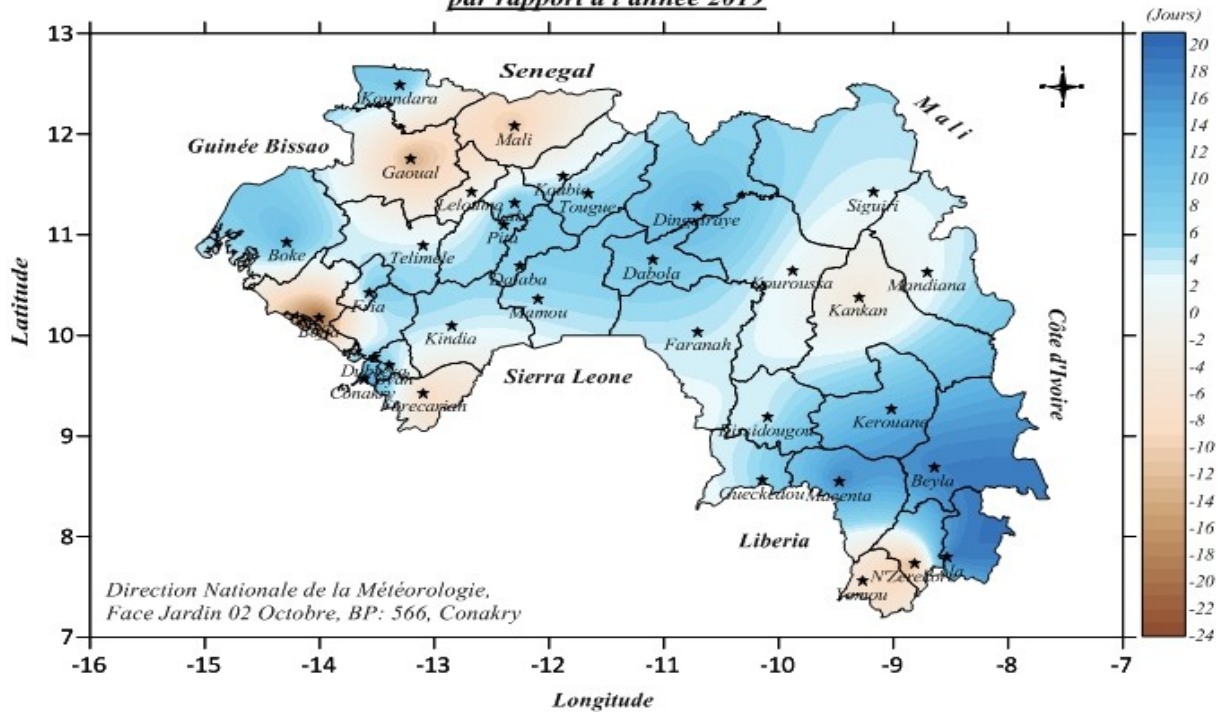 par rapport à l'année 2019
(Jours)
13
12
11
10
9
8
7
Latitude
-16
-15
-14
-13
-12
-11
-10
-9
-8
-7
Longitude
20
18
16
14
12
10
8
6
4
2
0
-2
-4
-6
-8
-10
-12
-14
-16
-18
-20
-22
-24
Senegal
Mali
Guinée Bissao
Côte d'Ivoire
Sierra Leone
Liberia
Koundara
Mali
Gaoual
Koubia
Lelouma
Tougue
Dinguiraye
Siguiri
Pita
Boke
Telimele
Dalaba
Dabola
Kouroussa
Mandiana
Fria
Mamou
Kankan
Kindia
Faranah
Conakry
Forecariah
Kissidougou
Kerouane
Gueckedou
Macenta
Beyla
N'Zerekore
Yomou
Direction Nationale de la Météorologie,
Face Jardin 02 Octobre, BP: 566, Conakry